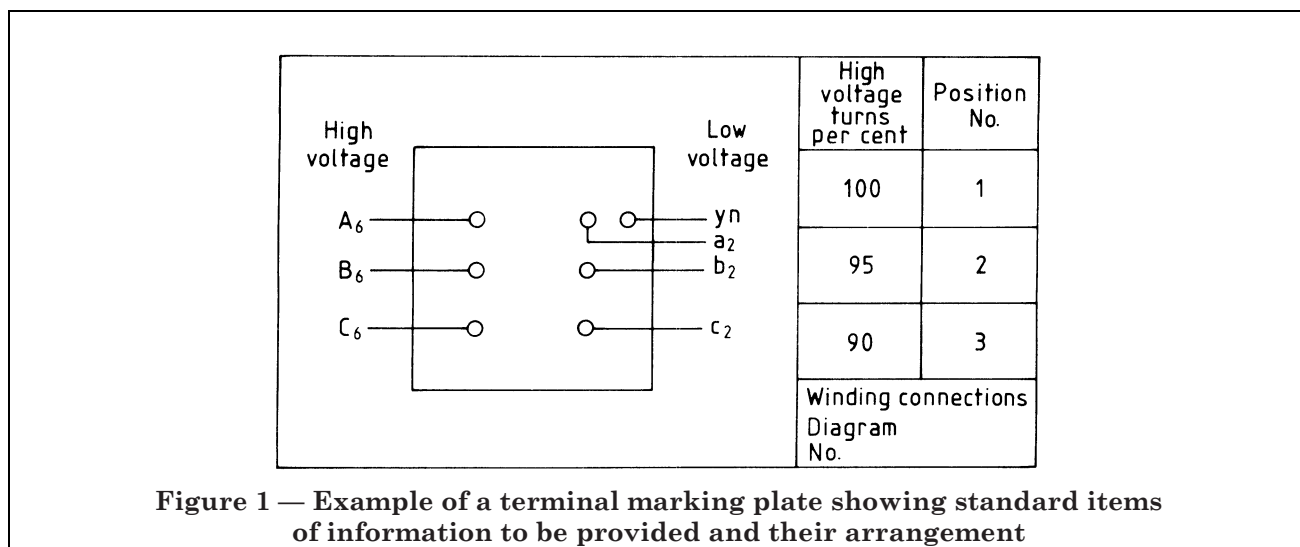 High
voltage
Low
voltage
A₆
yn
a₂
B₆
b₂
C₆
c₂
High
voltage
turns
per cent
Position
No.
100
1
95
2
90
3
Winding connections
Diagram
No.
Figure 1 — Example of a terminal marking plate showing standard items
of information to be provided and their arrangement